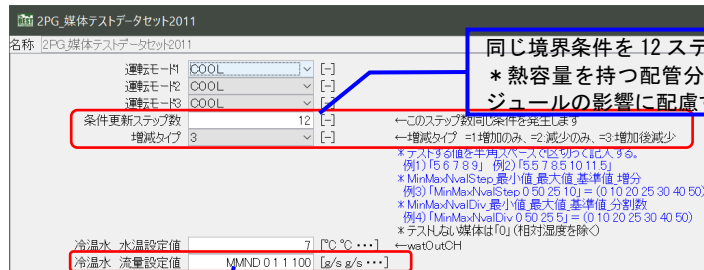 2PG_媒体テストデータセット2011
名称 2PG_媒体テストデータセット2011
同じ境界条件を 12 ステ
＊熱容量を持つ配管分
ジュールの影響に配慮す
運転モード1 COOL [-]
運転モード2 COOL [-]
運転モード3 COOL [-]
条件更新ステップ数 12 [-] ←このステップ数同じ条件を発生します
増減タイプ 3 [-] ←増減タイプ =1増加のみ、=2:減少のみ、=3:増加後減少
＊テストする値を半角スペースで区切って記入する。
例1)「5 6 7 8 9」 例2)「5.5 7 8.5 10 11.5」
＊MinMaxNvalStep_最小値_最大値_基準値_増分
例3)「MinMaxNvalStep 0 50 25 10」= (0 10 20 25 30 40 50)
＊MinMaxNvalDiv_最小値_最大値_基準値_分割数
例4)「MinMaxNvalDiv 0 50 25 5」= (0 10 20 25 30 40 50)
＊テストしない媒体は「0」(相対湿度を除く)
冷温水 水温設定値 7 [℃ ℃ ･･･] ←watOutCH
冷温水 流量設定値 MMND 0 1 1 100 [g/s g/s ･･･]